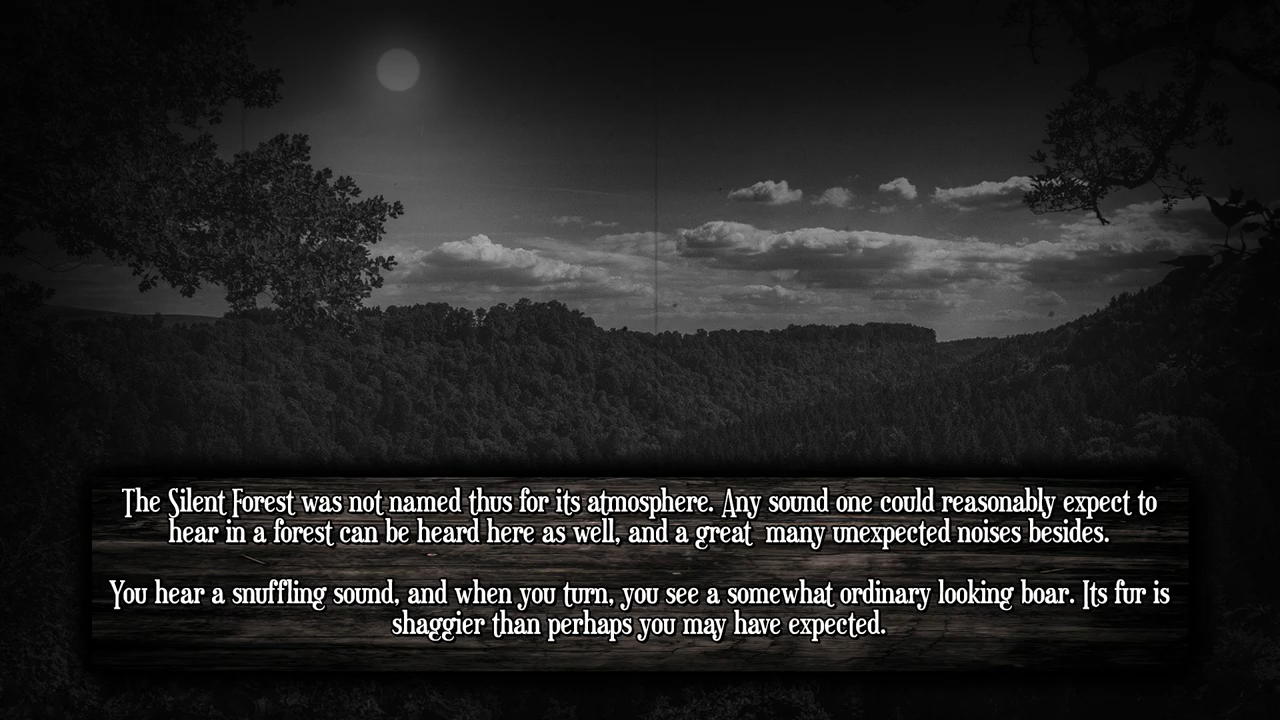 The Silent Forest was not named thus for its atmosphere. Any sound one could reasonably expect to
hear in a forest can be heard here as well, and a great  many unexpected noises besides.
You hear a snuffling sound, and when you turn, you see a somewhat ordinary looking boar. Its fur is
shaggier than perhaps you may have expected.